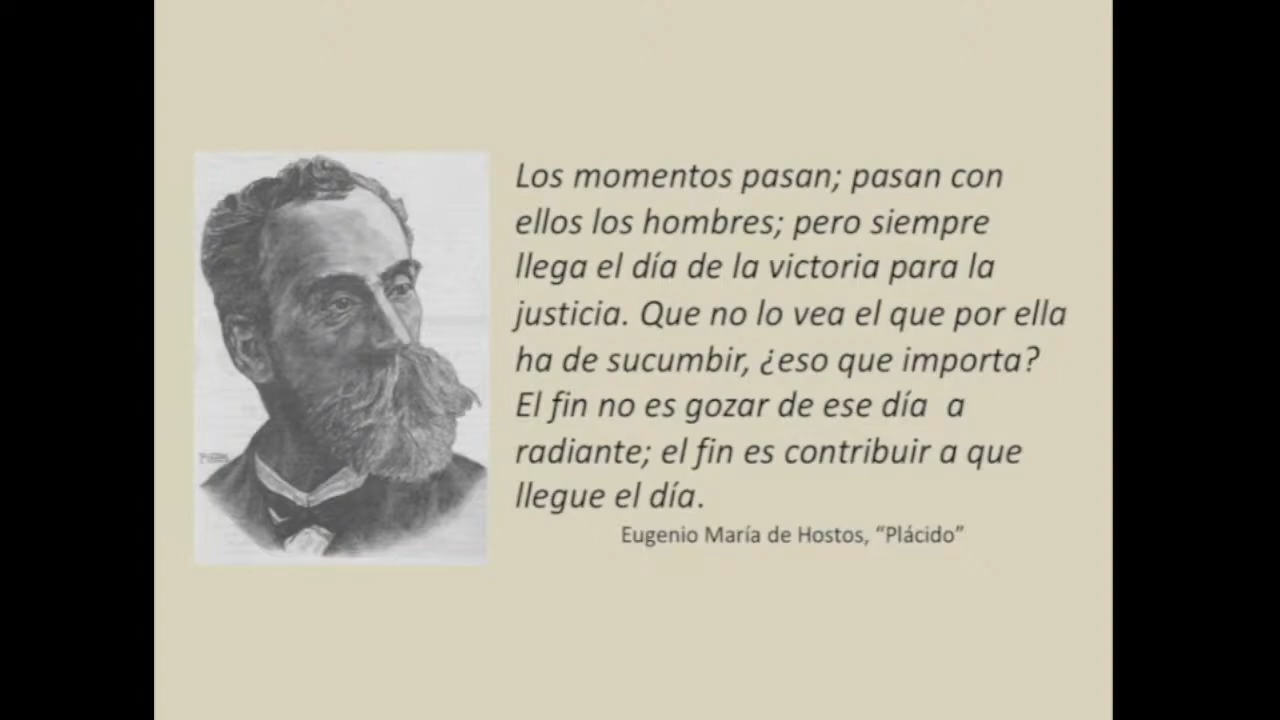 Los momentos pasan; pasan con
ellos los hombres; pero siempre
llega el día de la victoria para la
justicia. Que no lo vea el que por ella
ha de sucumbir, ¿eso que importa?
El fin no es gozar de ese día  a
radiante; el fin es contribuir a que
llegue el día.
Eugenio María de Hostos, “Plácido”